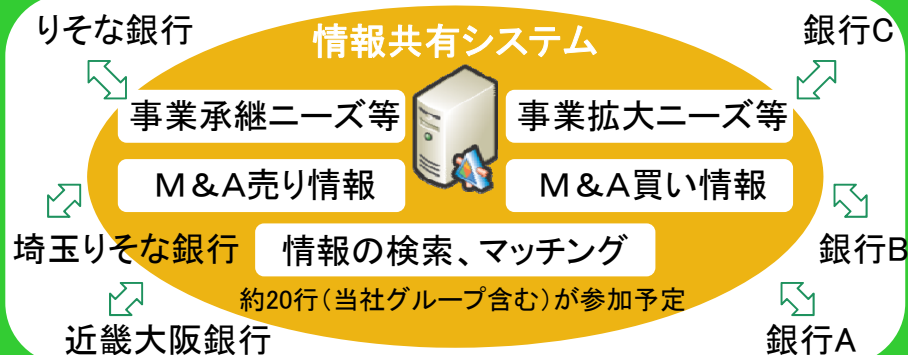 りそな銀行
情報共有システム
銀行C
事業承継ニーズ等
事業拡大ニーズ等
M&A売り情報
M&A買い情報
埼玉りそな銀行
情報の検索、マッチング
銀行B
約20行(当社グループ含む)が参加予定
近畿大阪銀行
銀行A